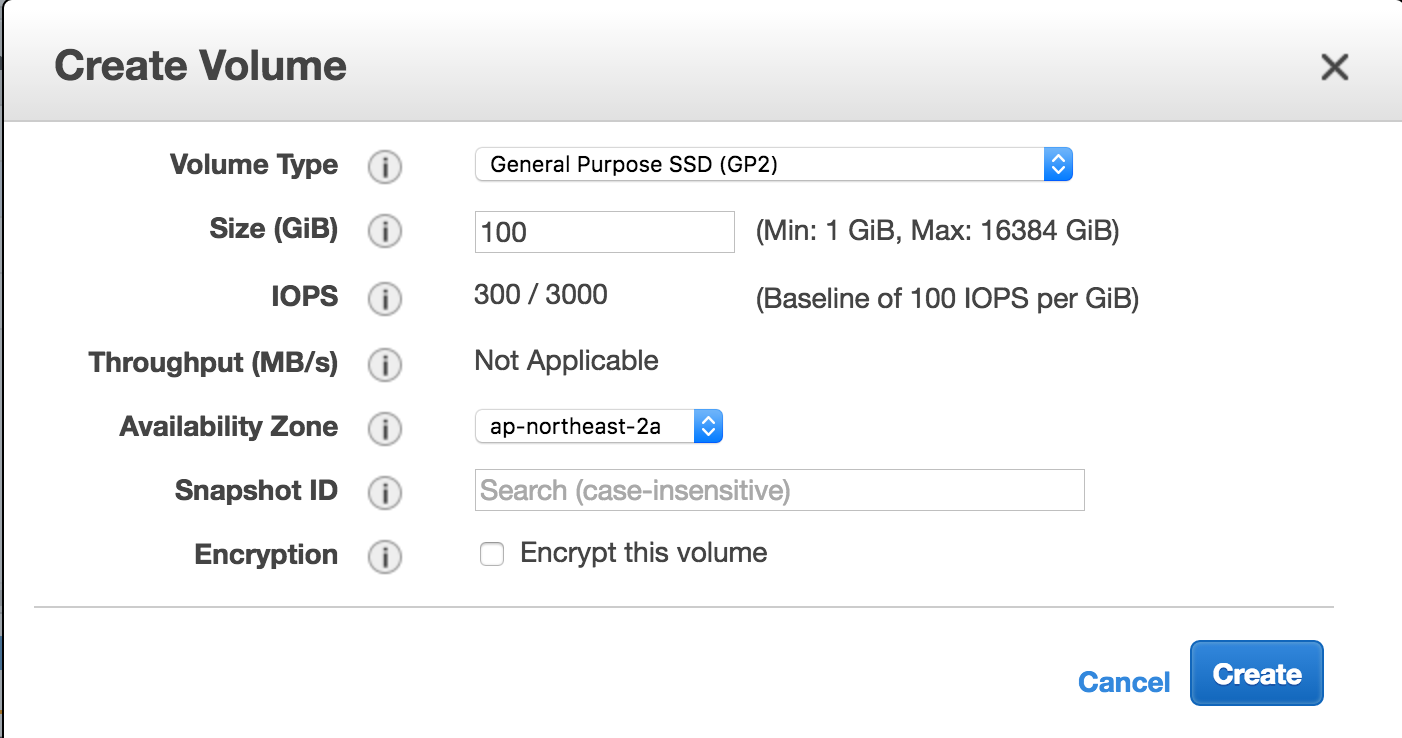 Create Volume
Volume Type General Purpose SSD (GP2)
Size (GiB) 100 (Min: 1 GiB, Max: 16384 GiB)
IOPS 300 / 3000 (Baseline of 100 IOPS per GiB)
Throughput (MB/s) Not Applicable
Availability Zone ap-northeast-2a
Snapshot ID Search (case-insensitive)
Encryption Encrypt this volume
Cancel Create